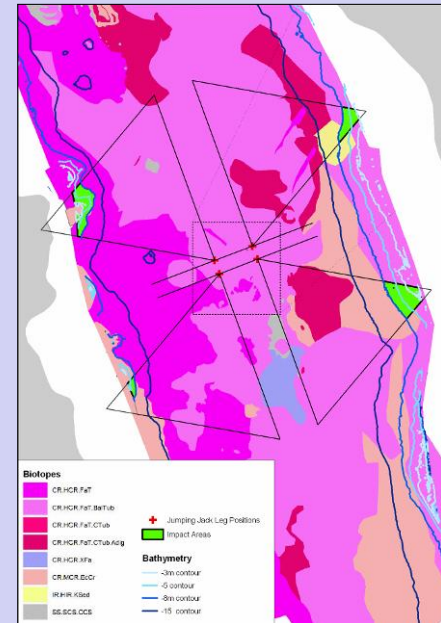 Biotopes
CR.HCR.FaT
CR.HCR.FaT.BalTub
CR.HCR.FaT.CTub
CR.HCR.FaT.CTub.Adig
CR.HCR.XFa
CR.MCR.EcCr
IR.HIR.KSed
SS.SCS.CCS
Jumping Jack Leg Positions
Impact Areas
Bathymetry
-3m contour
-5 contour
-8m contour
-15 contour